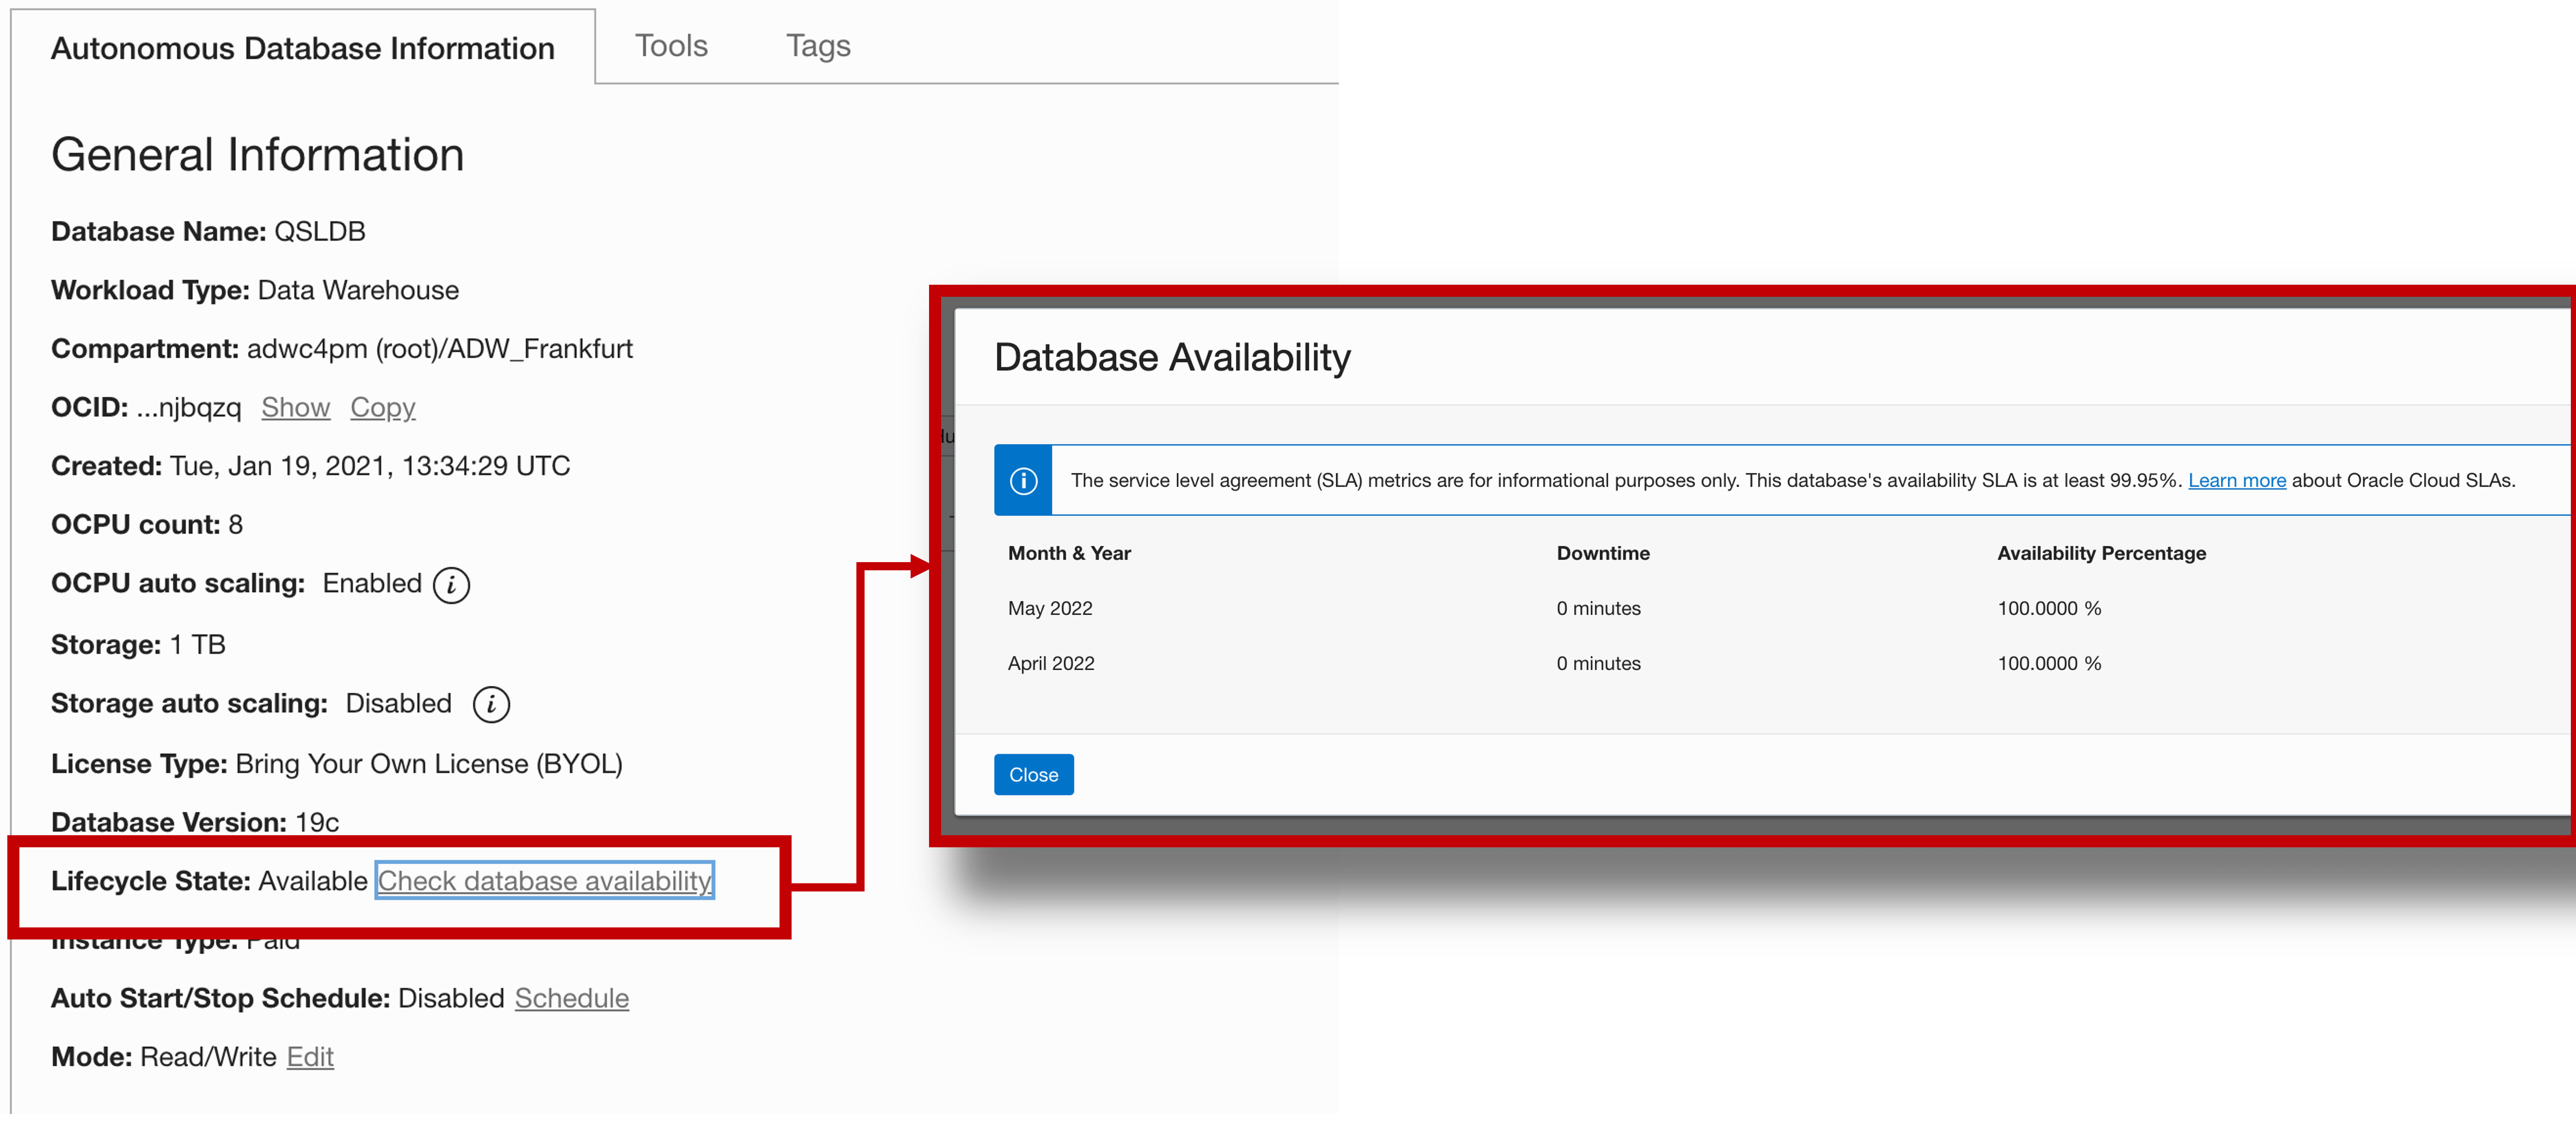 Autonomous Database Information
Tools
Tags
General Information
Database Name: QSLDB
Workload Type: Data Warehouse
Compartment: adwc4pm (root)/ADW_Frankfurt
OCID: ...njbqzq Show Copy
Created: Tue, Jan 19, 2021, 13:34:29 UTC
OCPU count: 8
OCPU auto scaling: Enabled i
Storage: 1 TB
Storage auto scaling: Disabled i
License Type: Bring Your Own License (BYOL)
Database Version: 19c
Lifecycle State: Available Check database availability
Instance Type: Paid
Auto Start/Stop Schedule: Disabled Schedule
Mode: Read/Write Edit
Database Availability
i The service level agreement (SLA) metrics are for informational purposes only. This database's availability SLA is at least 99.95%. Learn more about Oracle Cloud SLAs.
Month & Year Downtime Availability Percentage
May 2022 0 minutes 100.0000 %
April 2022 0 minutes 100.0000 %
Close